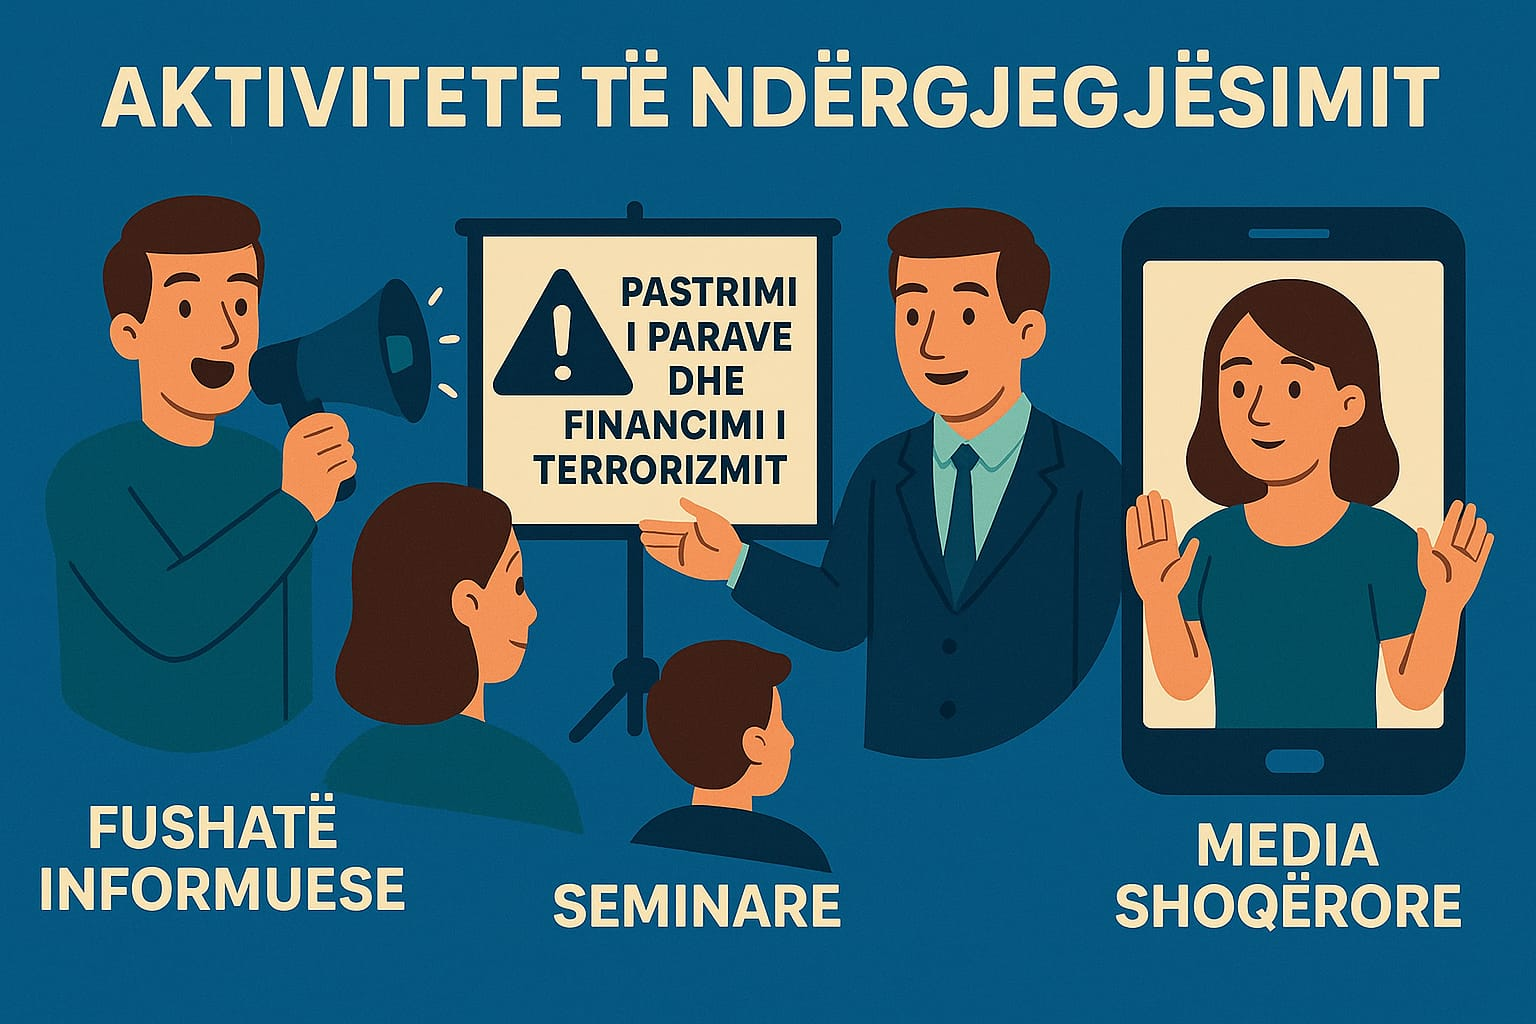 AKTIVITETE TË NDËRGJEGJËSIMIT
PASTRIMI
I PARAVE
DHE
FINANCIMI I
TERRORIZMIT
FUSHATË
INFORMUESE
SEMINARE
MEDIA
SHOQËRORE